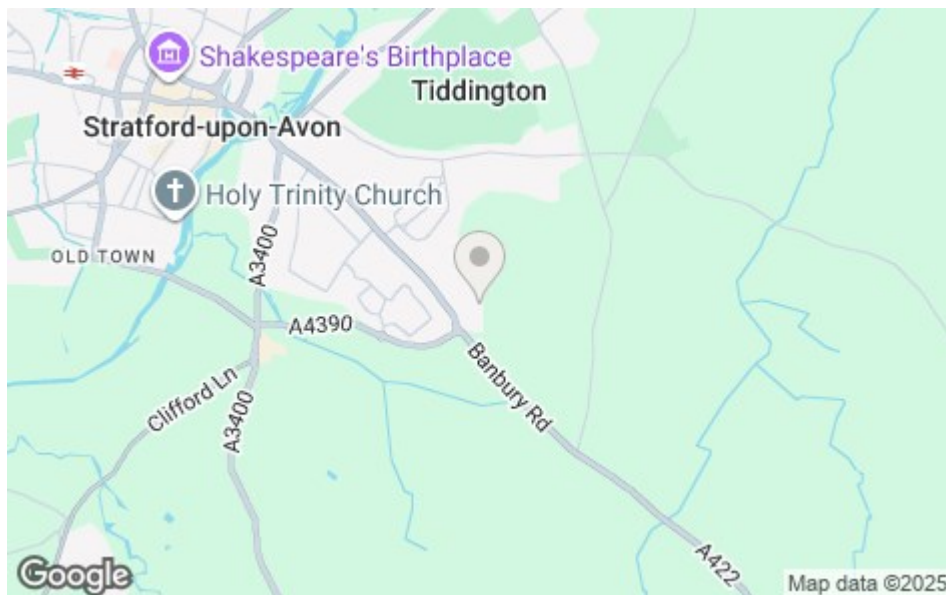 Shakespeare's Birthplace
Tiddington
Stratford-upon-Avon
Holy Trinity Church
OLD TOWN
A3400
A4390
Banbury Rd
Clifford Ln
A3400
A422
Google
Map data ©2025